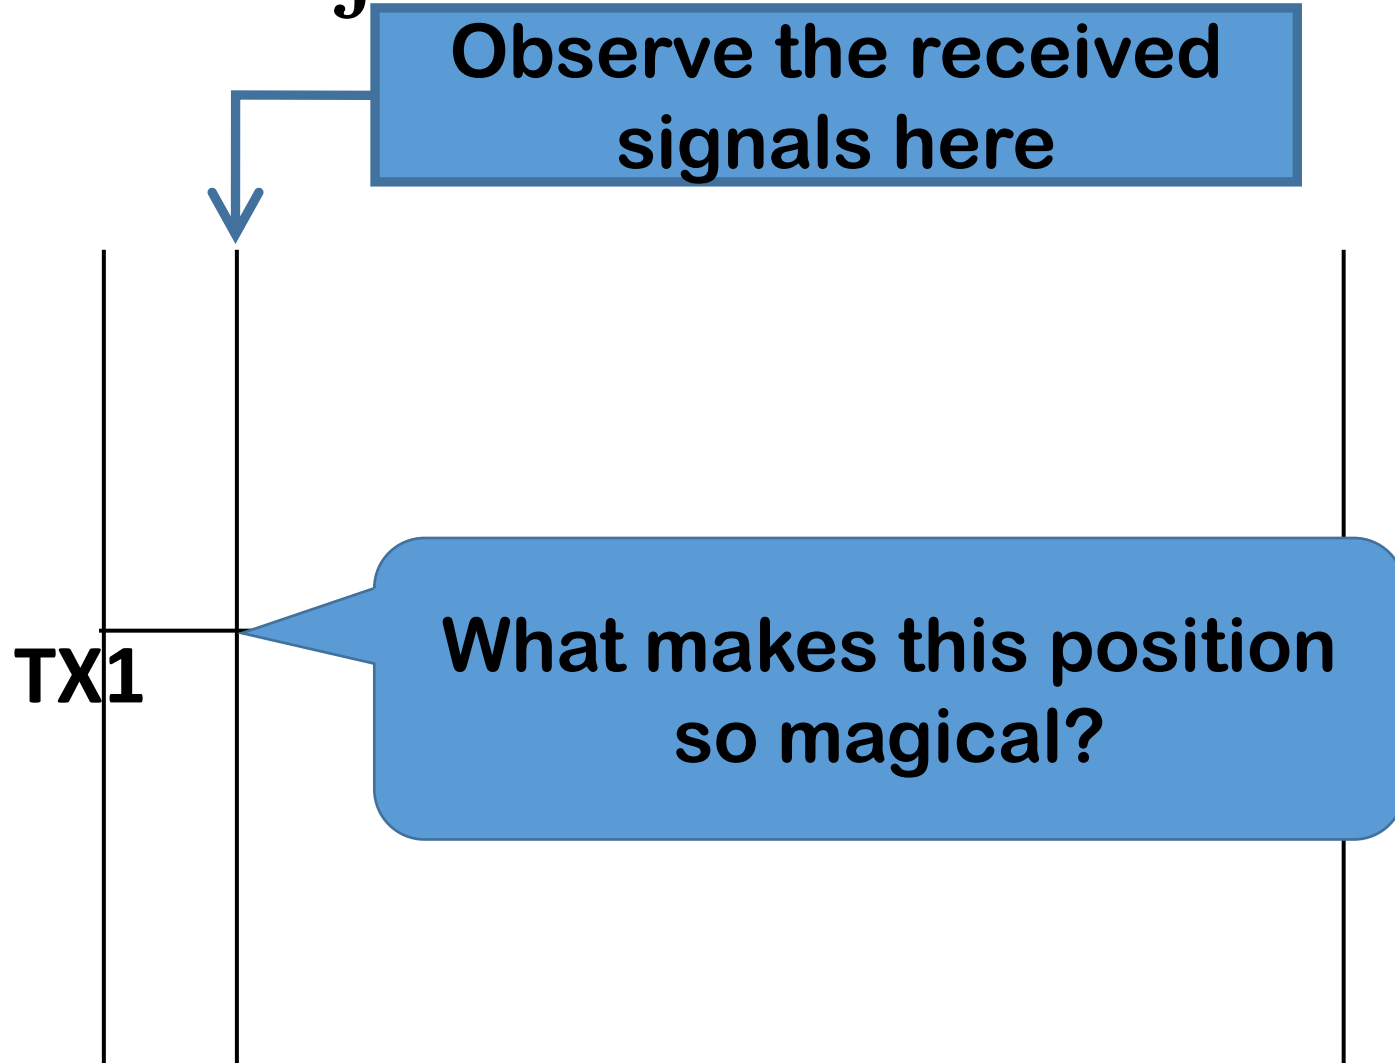 Observe the received
signals here
TX1
What makes this position
so magical?